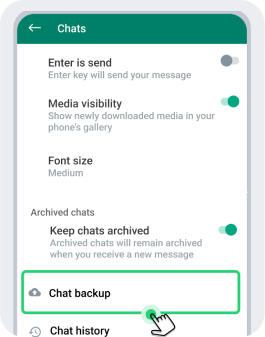 Chats
Enter is send
Enter key will send your message
Media visibility
Show newly downloaded media in your
phone's gallery
Font size
Medium
Archived chats
Keep chats archived
Archived chats will remain archived
when you receive a new message
Chat backup
Chat history